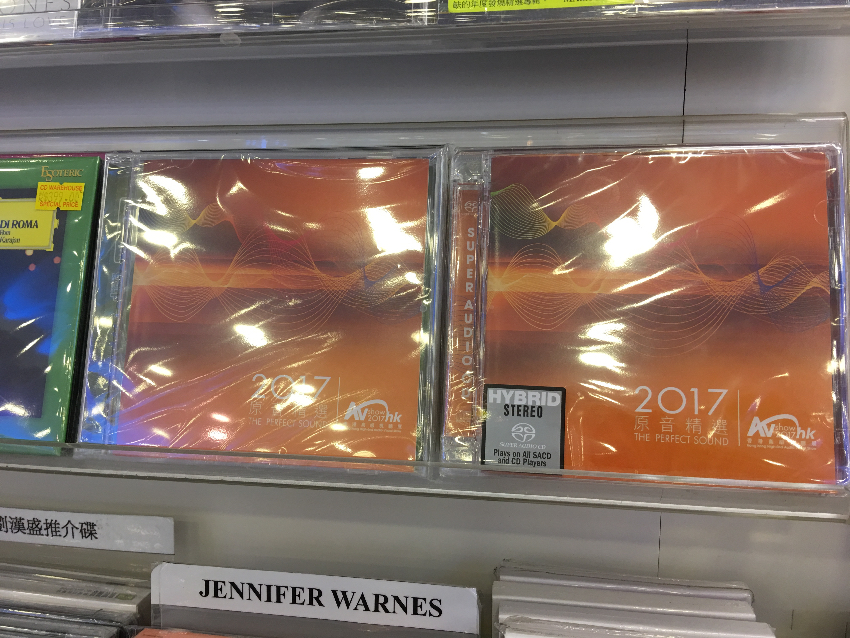 ESOTERIC
CD WAREHOUSE
SPECIAL PRICE
DI ROMA
Karajan
2017
原音精選
THE PERFECT SOUND
AV show 2017 hk
SUPER AUDIO
HYBRID
STEREO
SUPER AUDIO CD
Plays on All SACD
and CD Players
2017
原音精選
THE PERFECT SOUND
AV show 2017 hk
劉漢盛推介碟
JENNIFER WARNES